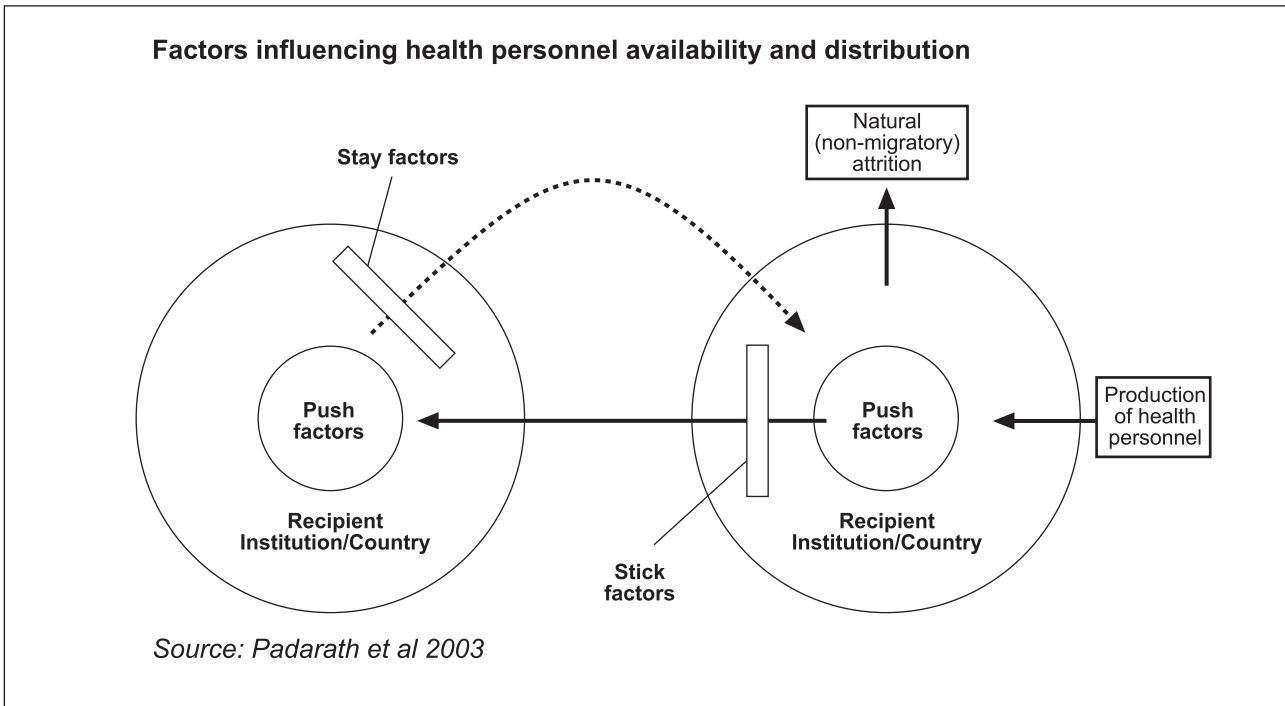 Factors influencing health personnel availability and distribution
Natural
(non-migratory)
attrition
Stay factors
Push
factors
Recipient
Institution/Country
Push
factors
Recipient
Institution/Country
Production
of health
personnel
Stick
factors
Source: Padarath et al 2003